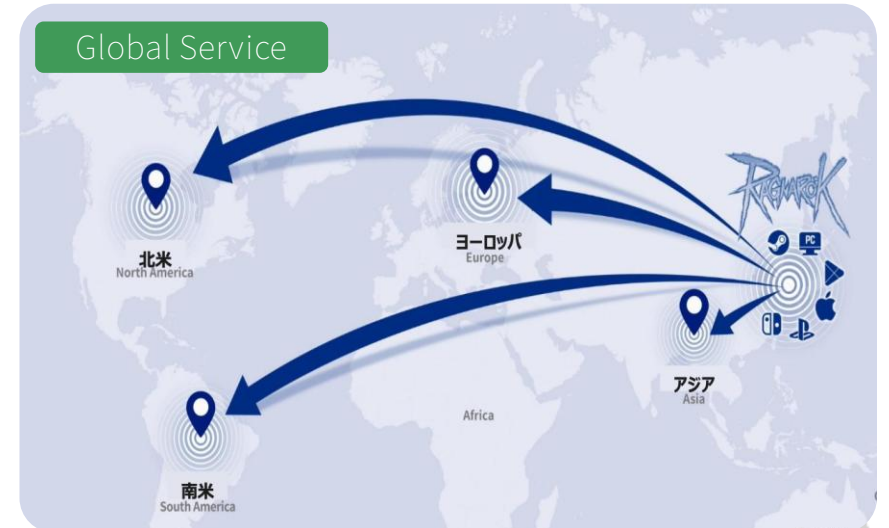 Global Service
RAGNAROK
PC
北米
North America
ヨーロッパ
Europe
アジア
Asia
Africa
南米
South America